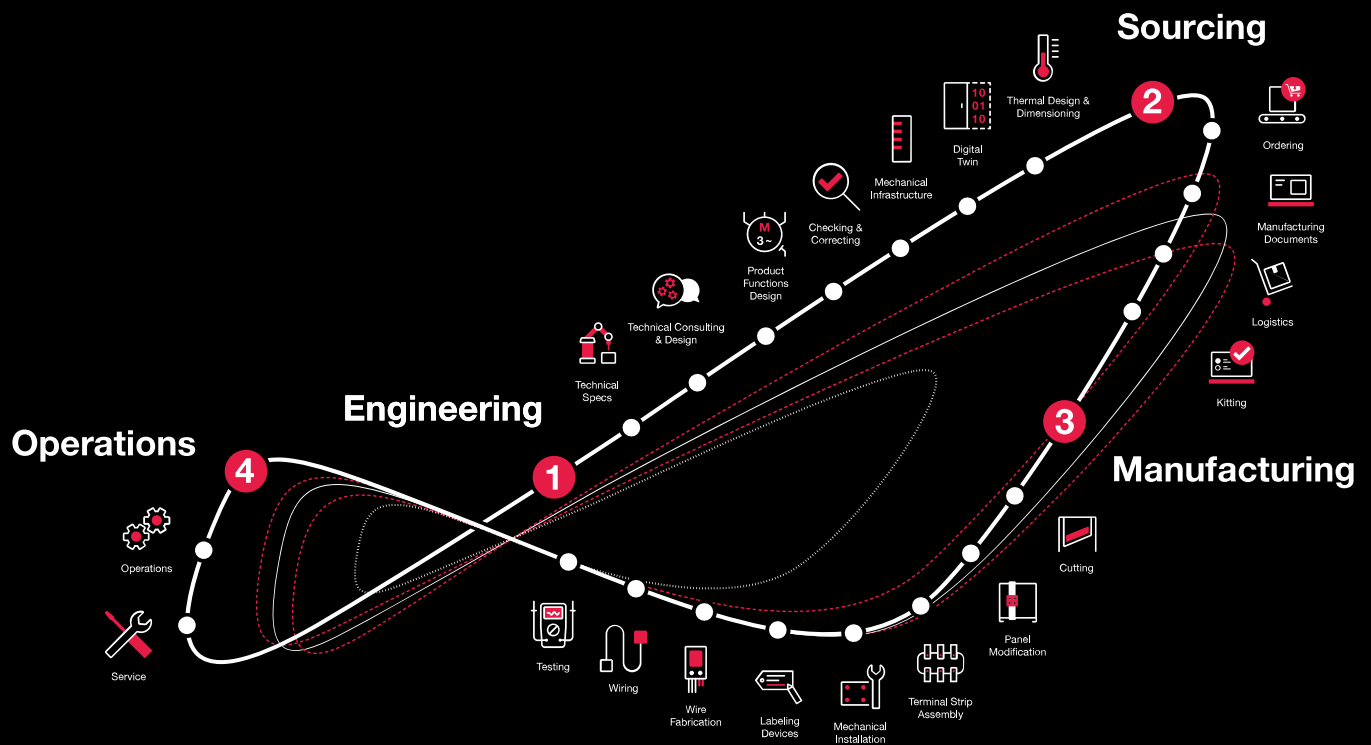 Sourcing
2
Thermal Design &
Dimensioning
10
01
10
Digital
Twin
Mechanical
Infrastructure
Checking &
Correcting
M
3~
Product
Functions
Design
Technical Consulting
& Design
Technical
Specs
Ordering
Manufacturing
Documents
Logistics
Kitting
Engineering
1
Operations
4
3
Manufacturing
Operations
Service
Cutting
Panel
Modification
Terminal Strip
Assembly
Mechanical
Installation
Labeling
Devices
Wire
Fabrication
Wiring
Testing